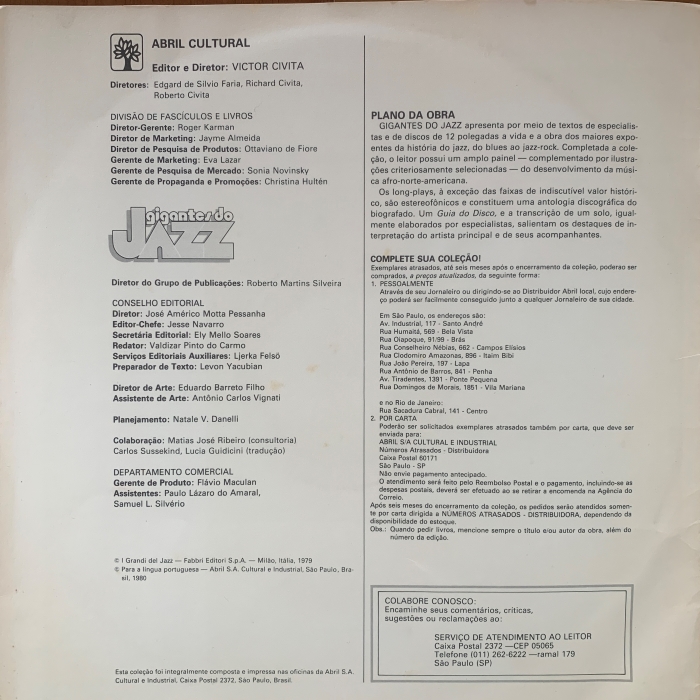 ABRIL CULTURAL
Editor e Diretor: VICTOR CIVITA
Diretores: Edgard de Silvio Faria, Richard Civita,
Roberto Civita
DIVISÃO DE FASCÍCULOS E LIVROS
Diretor-Gerente: Roger Karman
Diretor de Marketing: Jayme Almeida
Diretor de Pesquisa de Produtos: Ottaviano de Fiore
Gerente de Marketing: Eva Lazar
Gerente de Pesquisa de Mercado: Sonia Novinsky
Gerente de Propaganda e Promoções: Christina Hultén
gigantes do
JAZZ
Diretor do Grupo de Publicações: Roberto Martins Silveira
CONSELHO EDITORIAL
Diretor: José Américo Motta Pessanha
Editor-Chefe: Jesse Navarro
Secretária Editorial: Ely Mello Soares
Redator: Valdizar Pinto do Carmo
Serviços Editoriais Auxiliares: Ljerka Felsö
Preparador de Texto: Levon Yacubian
Diretor de Arte: Eduardo Barreto Filho
Assistente de Arte: Antônio Carlos Vignati
Planejamento: Natale V. Danelli
Colaboração: Matias José Ribeiro (consultoria)
Carlos Sussekind, Lucia Guidicini (tradução)
DEPARTAMENTO COMERCIAL
Gerente de Produto: Flávio Maculan
Assistentes: Paulo Lázaro do Amaral,
Samuel L. Silvério
© I Grandi del Jazz — Fabbri Editori S.p.A. — Milão, Itália, 1979
© Para a língua portuguesa — Abril S.A. Cultural e Industrial, São Paulo, Bra-
sil, 1980
Esta coleção foi integralmente composta e impressa nas oficinas da Abril S.A.
Cultural e Industrial, Caixa Postal 2372, São Paulo, Brasil.
PLANO DA OBRA
GIGANTES DO JAZZ apresenta por meio de textos de especialis-
tas e de discos de 12 polegadas a vida e a obra dos maiores expo-
entes da história do jazz, do blues ao jazz-rock. Completada a cole-
ção, o leitor possui um amplo painel — complementado por ilustra-
ções criteriosamente selecionadas — do desenvolvimento da músi-
ca afro-norte-americana.
Os long-plays, à exceção das faixas de indiscutível valor históri-
co, são estereofônicos e constituem uma antologia discográfica do
biografado. Um Guia do Disco, e a transcrição de um solo, igual-
mente elaborados por especialistas, salientam os destaques de in-
terpretação do artista principal e de seus acompanhantes.
COMPLETE SUA COLEÇÃO!
Exemplares atrasados, até seis meses após o encerramento da coleção, poderão ser
comprados, a preços atualizados, da seguinte forma:
1. PESSOALMENTE
Através de seu Jornaleiro ou dirigindo-se ao Distribuidor Abril local, cujo endere-
ço poderá ser facilmente conseguido junto a qualquer Jornaleiro de sua cidade.
Em São Paulo, os endereços são:
Av. Industrial, 117 - Santo André
Rua Humaitá, 569 - Bela Vista
Rua Oiapoque, 91/99 - Brás
Rua Conselheiro Nébias, 662 - Campos Elísios
Rua Clodomiro Amazonas, 896 - Itaim Bibi
Rua João Pereira, 197 - Lapa
Rua Antônio de Barros, 841 - Penha
Av. Tiradentes, 1391 - Ponte Pequena
Rua Domingos de Morais, 1851 - Vila Mariana
e no Rio de Janeiro:
Rua Sacadura Cabral, 141 - Centro
2. POR CARTA
Poderão ser solicitados exemplares atrasados também por carta, que deve ser
enviada para:
ABRIL S/A CULTURAL E INDUSTRIAL
Números Atrasados - Distribuidora
Caixa Postal 60171
São Paulo - SP
Não envie pagamento antecipado.
O atendimento será feito pelo Reembolso Postal e o pagamento, incluindo-se as
despesas postais, deverá ser efetuado ao se retirar a encomenda na Agência do
Correio.
Após seis meses do encerramento da coleção, os pedidos serão atendidos somen-
te por carta dirigida a NÚMEROS ATRASADOS - DISTRIBUIDORA, dependendo da
disponibilidade do estoque.
Obs.: Quando pedir livros, mencione sempre o título e/ou autor da obra, além do
número da edição.
COLABORE CONOSCO:
Encaminhe seus comentários, críticas,
sugestões ou reclamações ao:
SERVIÇO DE ATENDIMENTO AO LEITOR
Caixa Postal 2372 —CEP 05065
Telefone (011) 262-6222 —ramal 179
São Paulo (SP)